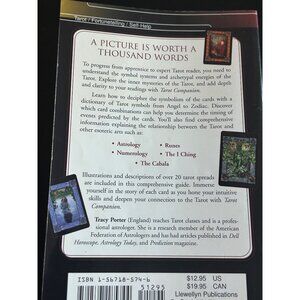 Tarot / Fortunetelling / Self-Help
A PICTURE IS WORTH A
THOUSAND WORDS
To progress from apprentice to expert Tarot reader, you need to
understand the symbol systems and archetypal energies of the
Tarot. Explore the inner mysteries of the Tarot, and add depth
and clarity to your readings with Tarot Companion.
Learn how to decipher the symbolism of the cards with a
dictionary of Tarot symbols from Angel to Zodiac. Discover
which card combinations can help you determine the timing of
events predicted by the cards. You'll also find comprehensive
information explaining the relationship between the Tarot and
other esoteric arts such as:
• Astrology • Runes
• Numerology • The I Ching
• The Cabala
Illustrations and descriptions of over 20 tarot spreads
are included in this comprehensive guide. Immerse
yourself in the story of each card as you hone your intuitive
skills and deepen your connection to the Tarot with Tarot
Companion.
Tracy Porter (England) teaches Tarot classes and is a profes-
sional astrologer. She is a research member of the American
Federation of Astrologers and has had articles published in Dell
Horoscope, Astrology Today, and Prediction magazine.
ISBN 1-56718-574-6
51295
$12.95 US
$19.95 CAN
Llewellyn Publications